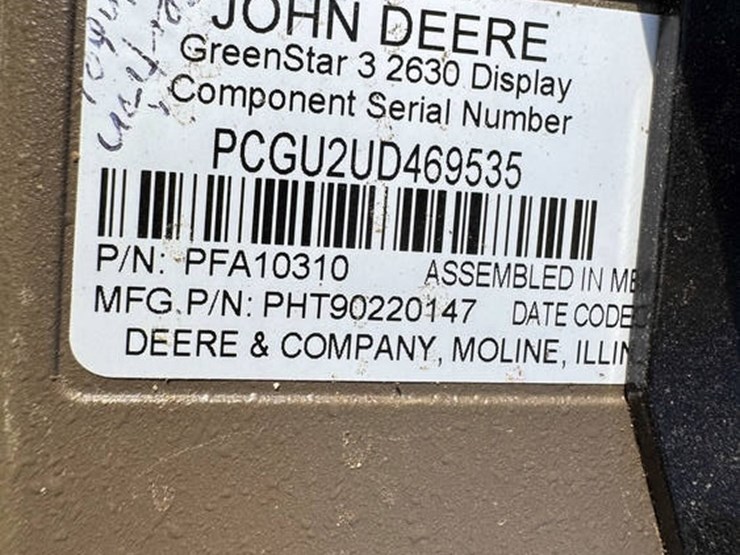 JOHN DEERE
GreenStar 3 2630 Display
Component Serial Number
PCGU2UD469535
P/N: PFA10310 ASSEMBLED IN
MFG.P/N: PHT90220147 DATE CODE
DEERE & COMPANY, MOLINE,